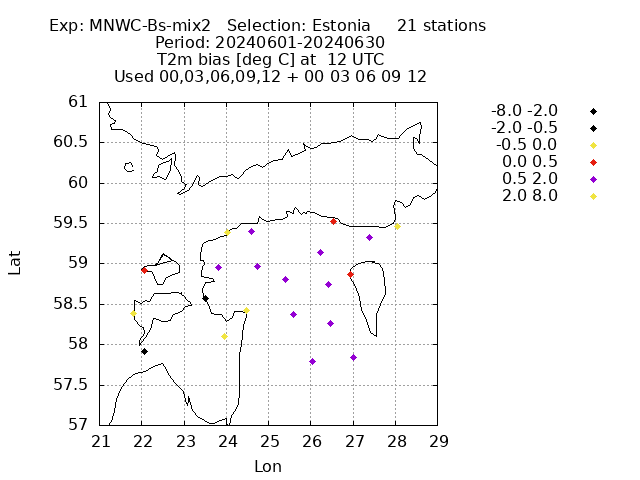 Exp: MNWC-Bs-mix2   Selection: Estonia     21 stations
Period: 20240601-20240630
T2m bias [deg C] at  12 UTC
Used 00,03,06,09,12 + 00 03 06 09 12
-8.0 -2.0
-2.0 -0.5
-0.5 0.0
0.0 0.5
0.5 2.0
2.0 8.0
61
60.5
60
59.5
59
58.5
58
57.5
57
Lat
21 22 23 24 25 26 27 28 29
Lon